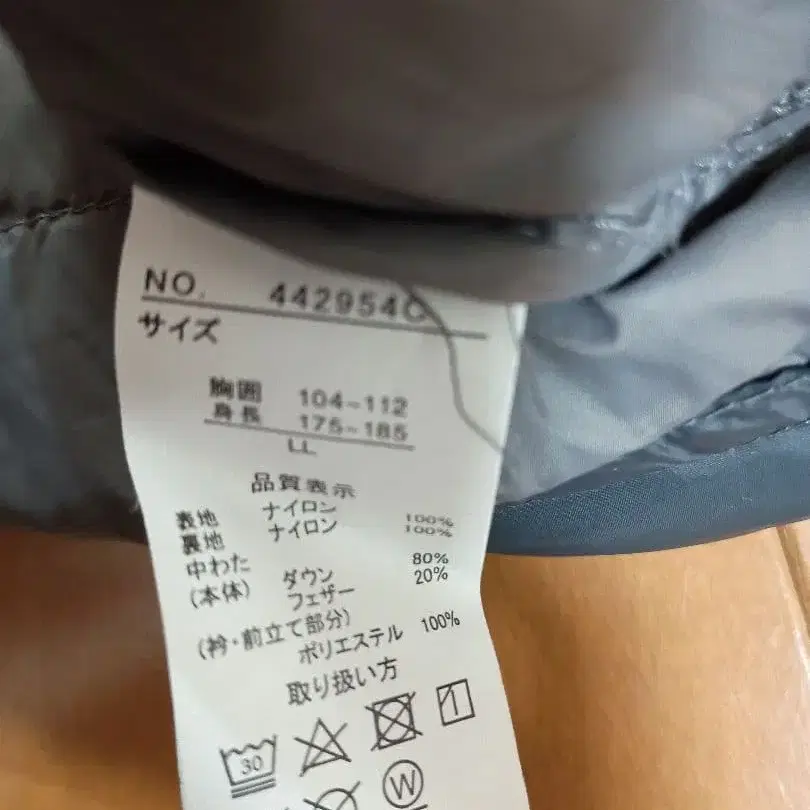 NO. 442954
サイズ
胸囲 104-112
身長 175-185
LL
品質表示
表地 ナイロン 100%
裏地 ナイロン 100%
中わた
(本体) ダウン 80%
フェザー 20%
(衿・前立て部分)
ポリエステル 100%
取り扱い方
30
W